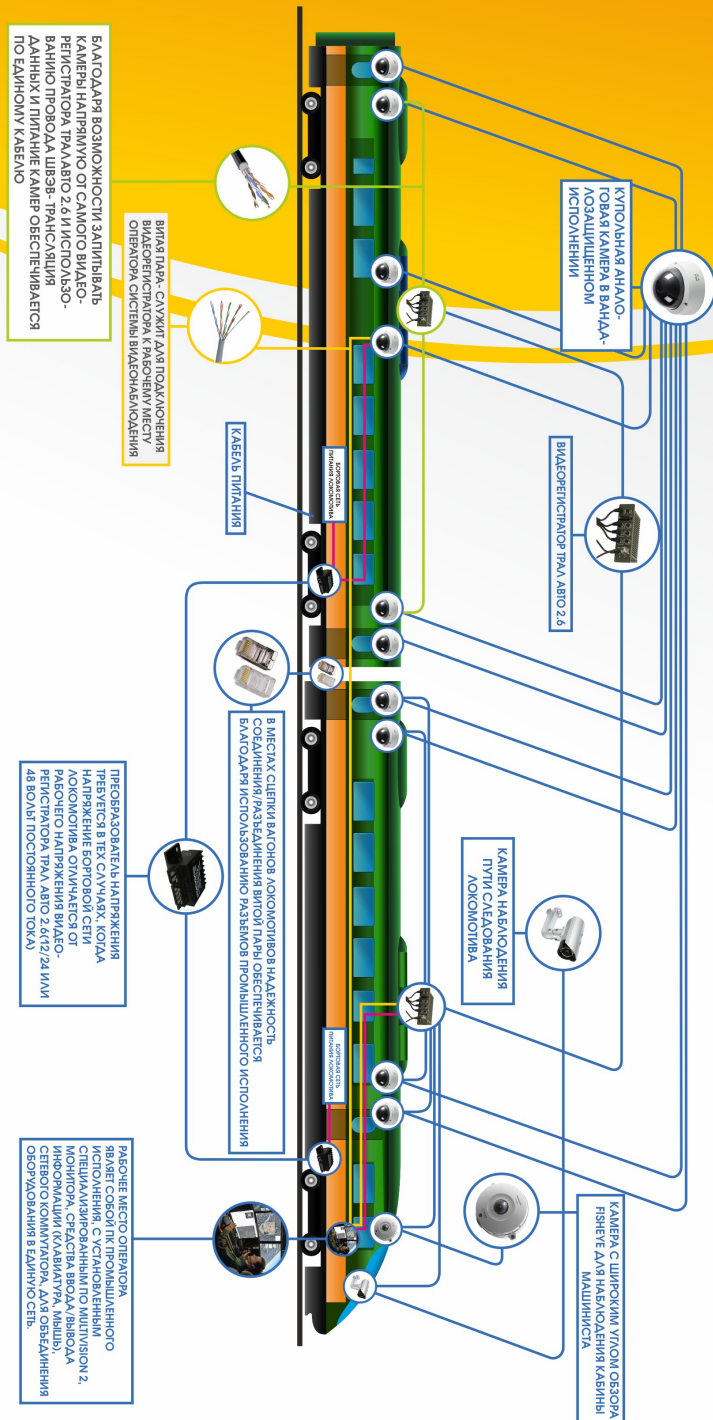 КУПОЛЬНАЯ АНАЛО-
ГОВАЯ КАМЕРА В ВАНДА-
ЛОЗАЩИЩЕННОМ
ИСПОЛНЕНИИ
ВИДЕОРЕГИСТРАТОР ТРАЛ АВТО 2.6
КАМЕРА НАБЛЮДЕНИЯ
ПУТИ СЛЕДОВАНИЯ
ЛОКОМОТИВА
КАМЕРА С ШИРОКИМ УГЛОМ ОБЗОРА
FISHEYE ДЛЯ НАБЛЮДЕНИЯ КАБИНЫ
МАШИНИСТА
БОРТОВАЯ СЕТЬ
ПИТАНИЯ ЛОКОМОТИВА
БОРТОВАЯ СЕТЬ
ПИТАНИЯ ЛОКОМОТИВА
БЛАГОДАРЯ ВОЗМОЖНОСТИ ЗАПИТЫВАТЬ
КАМЕРЫ НАПРЯМУЮ ОТ САМОГО ВИДЕО-
РЕГИСТРАТОРА ТРАЛАВТО 2.6 И ИСПОЛЬЗО-
ВАНИЮ ПРОВОДА ШВЭВ- ТРАНСЛЯЦИЯ
ДАННЫХ И ПИТАНИЕ КАМЕР ОБЕСПЕЧИВАЕТСЯ
ПО ЕДИНОМУ КАБЕЛЮ
ВИТАЯ ПАРА- СЛУЖИТ ДЛЯ ПОДКЛЮЧЕНИЯ
ВИДЕОРЕГИСТРАТОРА К РАБОЧЕМУ МЕСТУ
ОПЕРАТОРА СИСТЕМЫ ВИДЕОНАБЛЮДЕНИЯ
КАБЕЛЬ ПИТАНИЯ
В МЕСТАХ СЦЕПКИ ВАГОНОВ ЛОКОМОТИВОВ НАДЕЖНОСТЬ
СОЕДИНЕНИЯ/РАЗЪЕДИНЕНИЯ ВИТОЙ ПАРЫ ОБЕСПЕЧИВАЕТСЯ
БЛАГОДАРЯ ИСПОЛЬЗОВАНИЮ РАЗЪЕМОВ ПРОМЫШЛЕННОГО ИСПОЛНЕНИЯ
ПРЕОБРАЗОВАТЕЛЬ НАПРЯЖЕНИЯ
ТРЕБУЕТСЯ В ТЕХ СЛУЧАЯХ, КОГДА
НАПРЯЖЕНИЕ БОРТОВОЙ СЕТИ
ЛОКОМОТИВА ОТЛИЧАЕТСЯ ОТ
РАБОЧЕГО НАПРЯЖЕНИЯ ВИДЕО-
РЕГИСТРАТОРА ТРАЛ АВТО 2.6(12/24 ИЛИ
48 ВОЛЬТ ПОСТОЯННОГО ТОКА)
РАБОЧЕЕ МЕСТО ОПЕРАТОРА
ЯВЛЯЕТ СОБОЙ ПК ПРОМЫШЛЕННОГО
ИСПОЛНЕНИЯ, С УСТАНОВЛЕННЫМ
СПЕЦИАЛИЗИРОВАННЫМ ПО MULTIVISION 2,
МОНИТОРА, СРЕДСТВА ВВОДА/ВЫВОДА
ИНФОРМАЦИИ (КЛАВИАТУРА, МЫШЬ),
СЕТЕВОГО КОММУТАТОРА, ДЛЯ ОБЪЕДИНЕНИЯ
ОБОРУДОВАНИЯ В ЕДИНУЮ СЕТЬ.